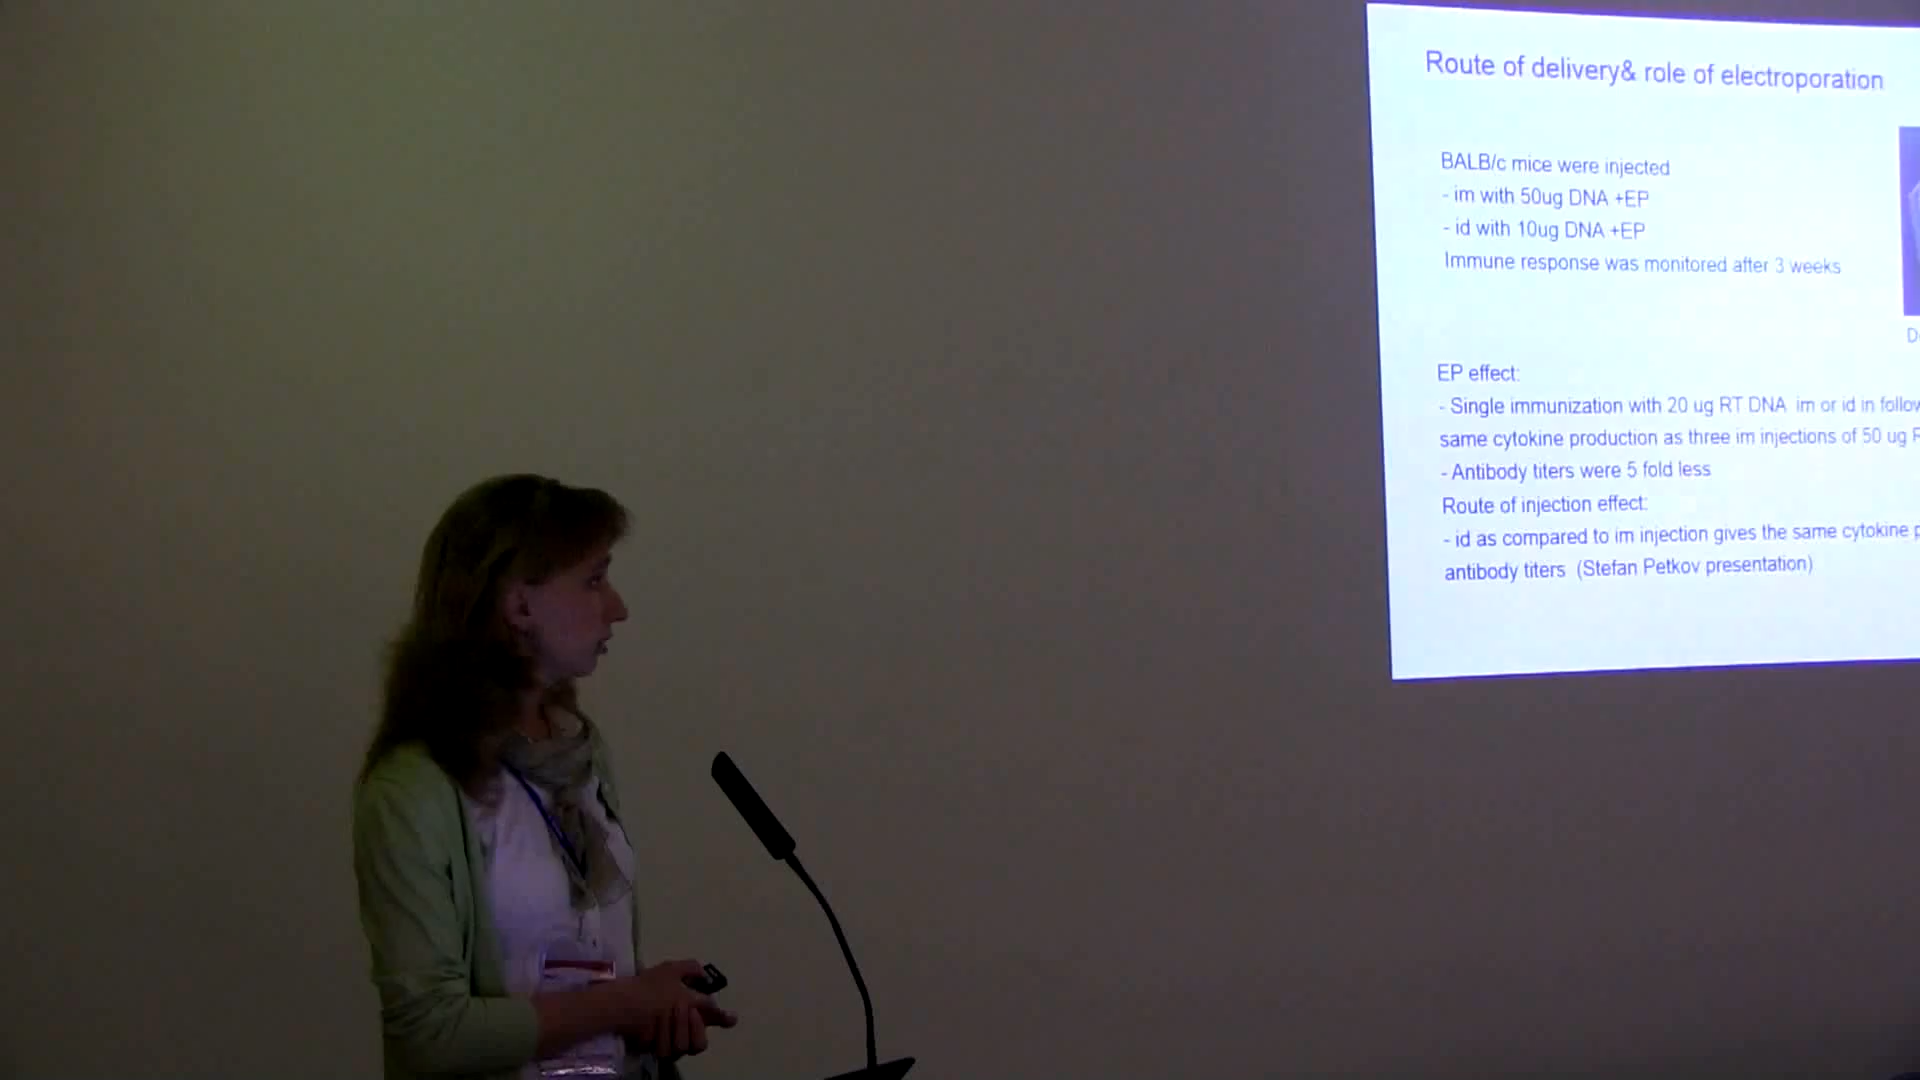 Route of delivery& role of electroporation
BALB/c mice were injected
- im with 50ug DNA +EP
- id with 10ug DNA +EP
Immune response was monitored after 3 weeks
EP effect:
- Single immunization with 20 ug RT DNA im or id in
same cytokine production as three im injections of 50 ug
- Antibody titers were 5 fold less
Route of injection effect:
- id as compared to im injection gives the same cytokine
antibody titers (Stefan Petkov presentation)